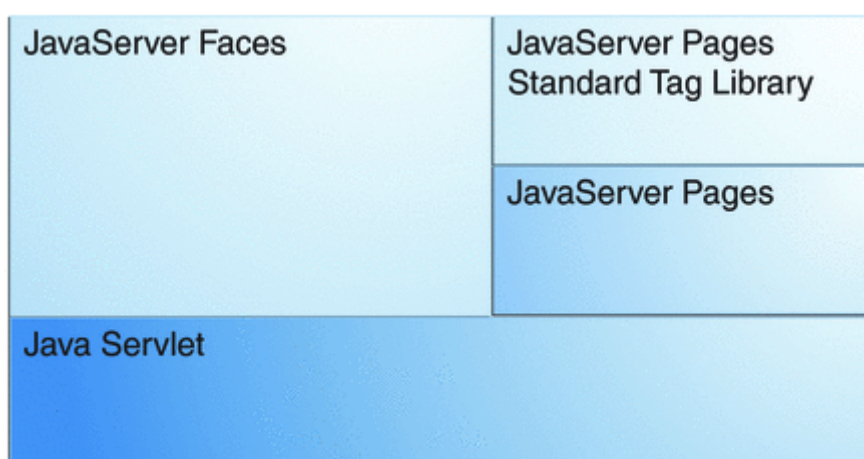 JavaServer Faces
JavaServer Pages
Standard Tag Library
JavaServer Pages
Java Servlet